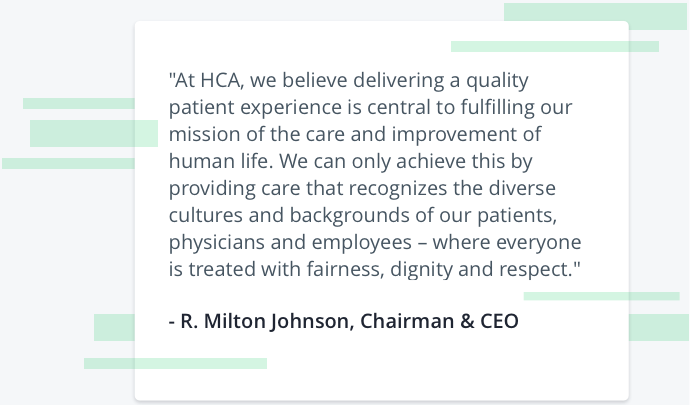 "At HCA, we believe delivering a quality
patient experience is central to fulfilling our
mission of the care and improvement of
human life. We can only achieve this by
providing care that recognizes the diverse
cultures and backgrounds of our patients,
physicians and employees – where everyone
is treated with fairness, dignity and respect."
- R. Milton Johnson, Chairman & CEO